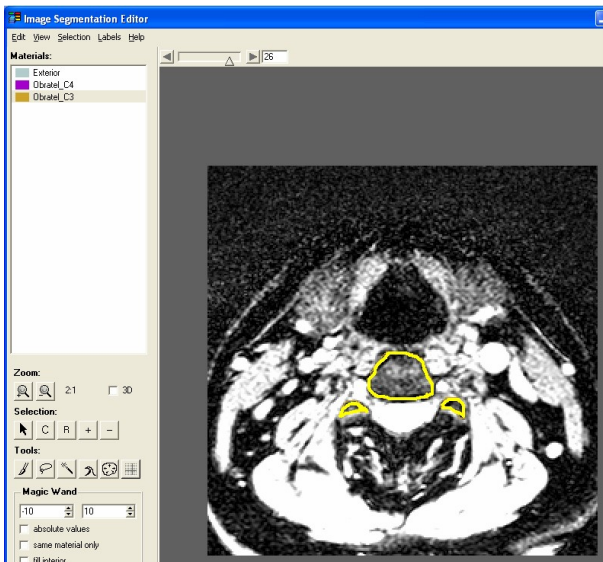 Image Segmentation Editor
Edit View Selection Labels Help
Materials:
26
Exterior
Obratel_C4
Obratel_C3
Zoom:
2:1
3D
Selection:
C R + -
Tools:
Magic Wand
-10 10
absolute values
same material only
fill interior